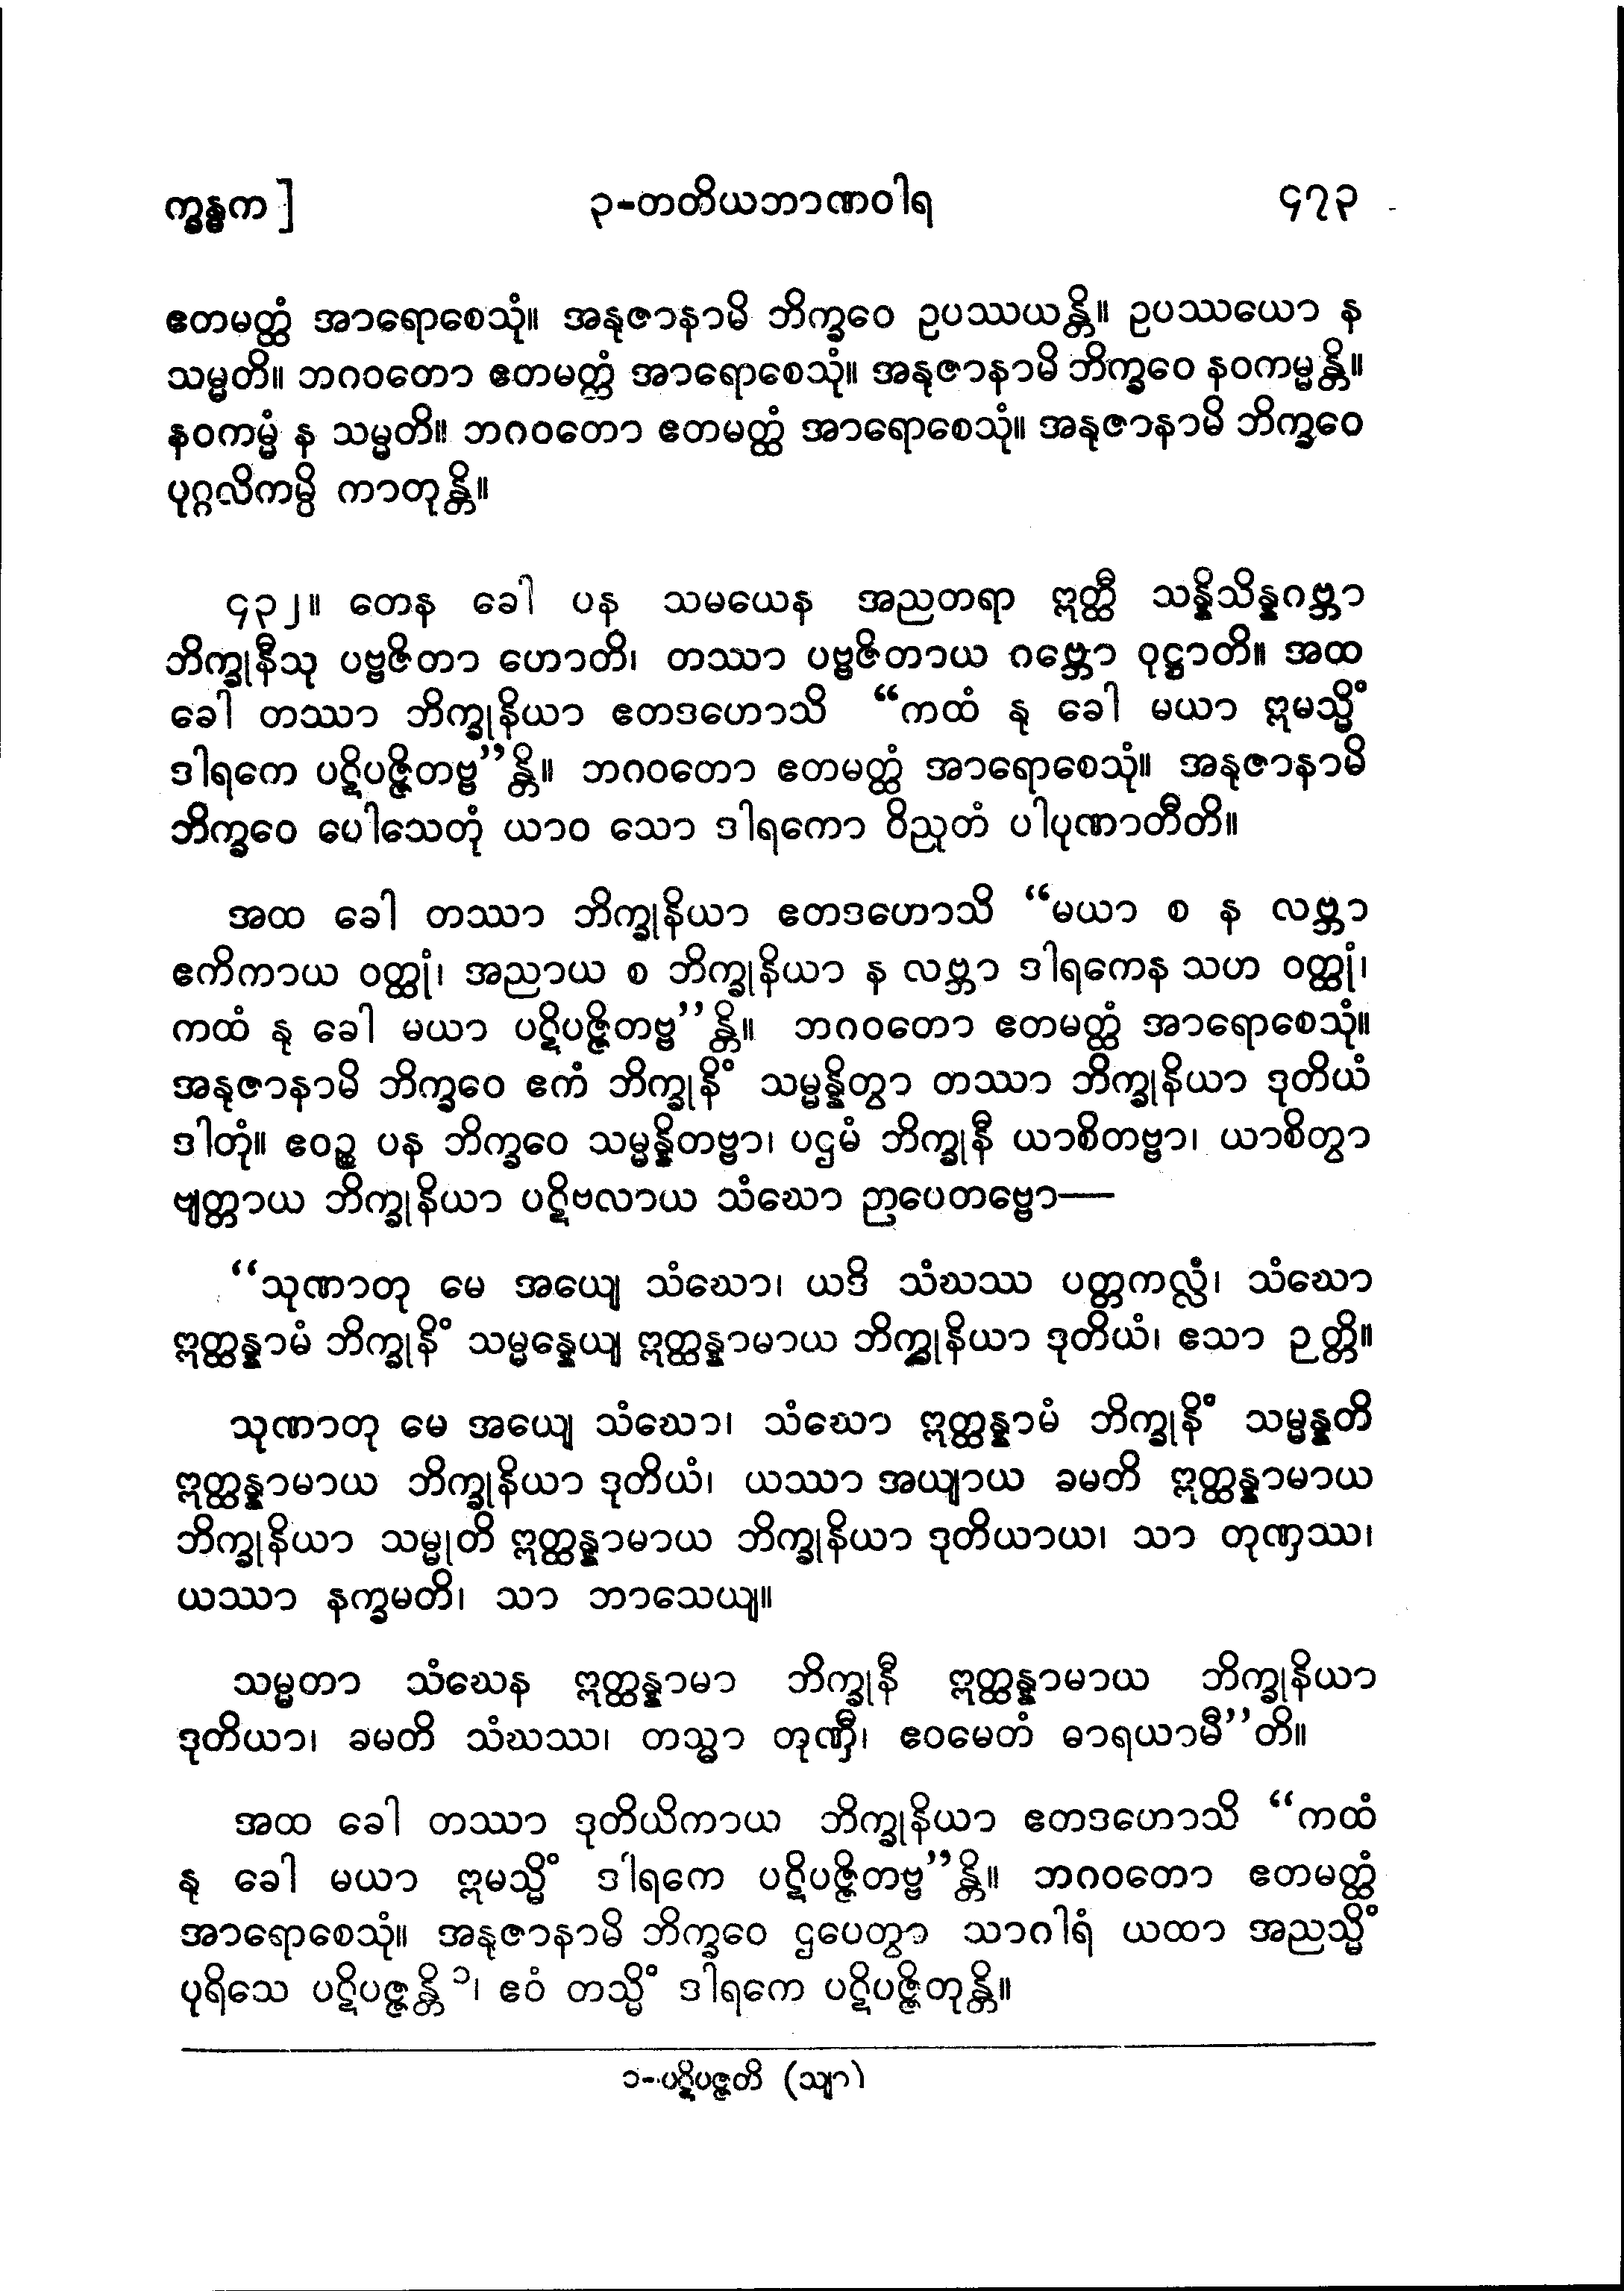 က္ခန္ဓက]
၃-တတိယဘာဏဝါရ
၄၇၃
ဧတမတ္ထံ အာရောစေသုံ။ အနုဇာနာမိ ဘိက္ခဝေ ဥပဿယန္တိ။ ဥပဿယော န
သမ္မတိ။ ဘဂဝတော ဧတမတ္ထံ အာရောစေသုံ။ အနုဇာနာမိ ဘိက္ခဝေ နဝကမ္မန္တိ။
နဝကမ္မံ န သမ္မတိ။ ဘဂဝတော ဧတမတ္ထံ အာရောစေသုံ။ အနုဇာနာမိ ဘိက္ခဝေ
ပုဂ္ဂလိကမ္ပိ ကာတုန္တိ။
၄၃၂။ တေန ခေါ ပန သမယေန အညတရာ ဣတ္ထီ သန္နိသိန္နဂဗ္ဘာ
ဘိက္ခုနီသု ပဗ္ဗဇိတာ ဟောတိ၊ တဿာ ပဗ္ဗဇိတာယ ဂဗ္ဘော ဝုဋ္ဌာတိ။ အထ
ခေါ တဿာ ဘိက္ခုနိယာ ဧတဒဟောသိ “ကထံ နု ခေါ မယာ ဣမသ္မိံ
ဒါရကေ ပဋိပဇ္ဇိတဗ္ဗ”န္တိ။ ဘဂဝတော ဧတမတ္ထံ အာရောစေသုံ။ အနုဇာနာမိ
ဘိက္ခဝေ ပေါသေတုံ ယာဝ သော ဒါရကော ဝိညုတံ ပါပုဏာတီတိ။
အထ ခေါ တဿာ ဘိက္ခုနိယာ ဧတဒဟောသိ “မယာ စ န လဗ္ဘာ
ဧကိကာယ ဝတ္ထုံ၊ အညာယ စ ဘိက္ခုနိယာ န လဗ္ဘာ ဒါရကေန သဟ ဝတ္ထုံ၊
ကထံ နု ခေါ မယာ ပဋိပဇ္ဇိတဗ္ဗ”န္တိ။ ဘဂဝတော ဧတမတ္ထံ အာရောစေသုံ။
အနုဇာနာမိ ဘိက္ခဝေ ဧကံ ဘိက္ခုနိံ သမ္မန္နိတွာ တဿာ ဘိက္ခုနိယာ ဒုတိယံ
ဒါတုံ။ ဧဝဉ္စ ပန ဘိက္ခဝေ သမ္မန္နိတဗ္ဗာ၊ ပဌမံ ဘိက္ခုနီ ယာစိတဗ္ဗာ၊ ယာစိတွာ
ဗျတ္တာယ ဘိက္ခုနိယာ ပဋိဗလာယ သံဃော ဉာပေတဗ္ဗော—
“သုဏာတု မေ အယျေ သံဃော၊ ယဒိ သံဃဿ ပတ္တကလ္လံ၊ သံဃော
ဣတ္ထန္နာမံ ဘိက္ခုနိံ သမ္မန္နေယျ ဣတ္ထန္နာမာယ ဘိက္ခုနိယာ ဒုတိယံ၊ ဧသာ ဉတ္တိ။
သုဏာတု မေ အယျေ သံဃော၊ သံဃော ဣတ္ထန္နာမံ ဘိက္ခုနိံ သမ္မန္နတိ
ဣတ္ထန္နာမာယ ဘိက္ခုနိယာ ဒုတိယံ၊ ယဿာ အယျာယ ခမတိ ဣတ္ထန္နာမာယ
ဘိက္ခုနိယာ သမ္မုတိ ဣတ္ထန္နာမာယ ဘိက္ခုနိယာ ဒုတိယာယ၊ သာ တုဏှဿ၊
ယဿာ နက္ခမတိ၊ သာ ဘာသေယျ။
သမ္မတာ သံဃေန ဣတ္ထန္နာမာ ဘိက္ခုနီ ဣတ္ထန္နာမာယ ဘိက္ခုနိယာ
ဒုတိယာ၊ ခမတိ သံဃဿ၊ တသ္မာ တုဏှီ၊ ဧဝမေတံ ဓာရယာမီ”တိ။
အထ ခေါ တဿာ ဒုတိယိကာယ ဘိက္ခုနိယာ ဧတဒဟောသိ “ကထံ
နု ခေါ မယာ ဣမသ္မိံ ဒါရကေ ပဋိပဇ္ဇိတဗ္ဗ”န္တိ။ ဘဂဝတော ဧတမတ္ထံ
အာရောစေသုံ။ အနုဇာနာမိ ဘိက္ခဝေ ဌပေတွာ သာဂါရံ ယထာ အညသ္မိံ
ပုရိသေ ပဋိပဇ္ဇန္တိ ၁၊ ဧဝံ တသ္မိံ ဒါရကေ ပဋိပဇ္ဇိတုန္တိ။
၁-ပဋိပဇ္ဇတိ (သျာ)